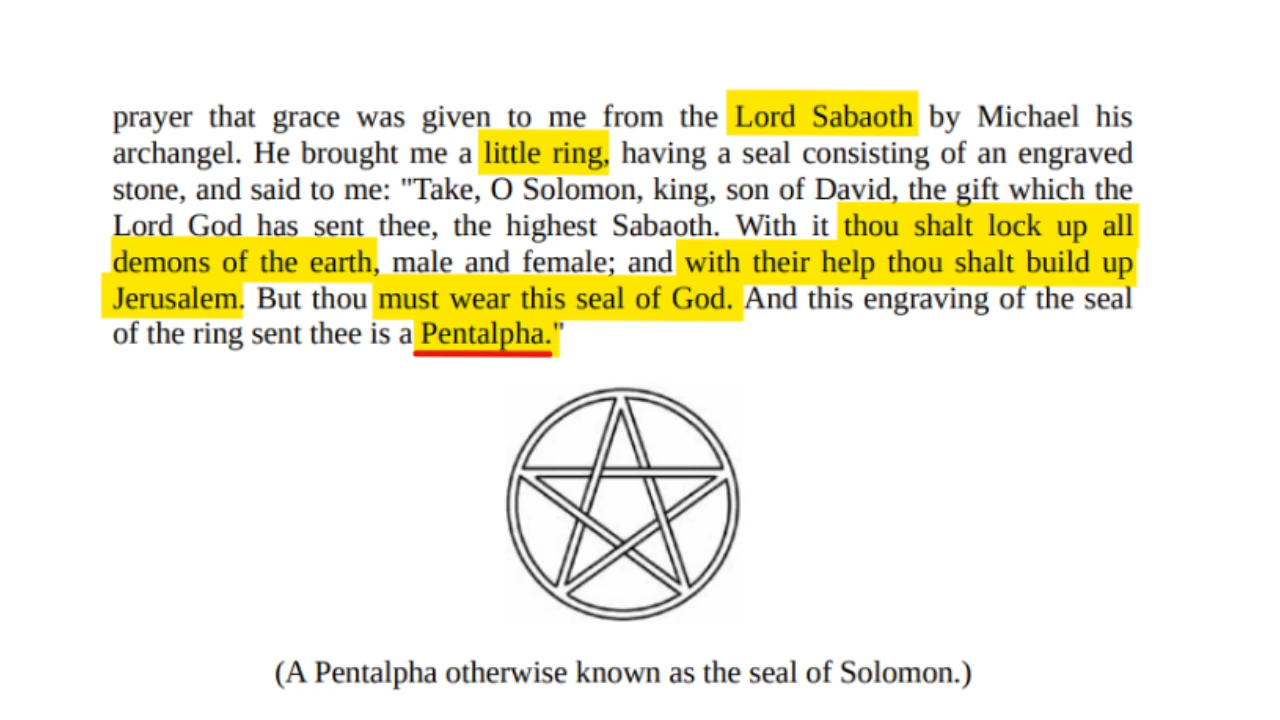 prayer that grace was given to me from the Lord Sabaoth by Michael his
archangel. He brought me a little ring, having a seal consisting of an engraved
stone, and said to me: "Take, O Solomon, king, son of David, the gift which the
Lord God has sent thee, the highest Sabaoth. With it thou shalt lock up all
demons of the earth, male and female; and with their help thou shalt build up
Jerusalem. But thou must wear this seal of God. And this engraving of the seal
of the ring sent thee is a Pentalpha."
(A Pentalpha otherwise known as the seal of Solomon.)